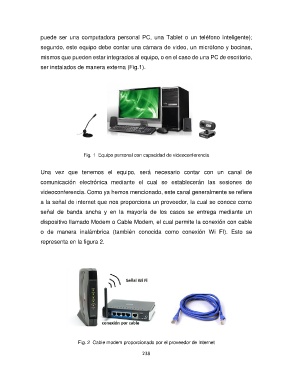 puede ser una computadora personal PC, una Tablet o un teléfono inteligente);
segundo, este equipo debe contar una cámara de video, un micrófono y bocinas,
mismos que pueden estar integrados al equipo, o en el caso de una PC de escritorio,
ser instalados de manera externa (Fig.1).
Fig. 1 Equipo personal con capacidad de videoconferencia
Una vez que tenemos el equipo, será necesario contar con un canal de
comunicación electrónica mediante el cual se establecerán las sesiones de
videoconferencia. Como ya hemos mencionado, este canal generalmente se refiere
a la señal de internet que nos proporciona un proveedor, la cual se conoce como
señal de banda ancha y en la mayoría de los casos se entrega mediante un
dispositivo llamado Modem o Cable Modem, el cual permite la conexión con cable
o de manera inalámbrica (también conocida como conexión Wi FI). Esto se
representa en la figura 2.
Señal Wi FI
conexión por cable
Fig. 2 Cable modem proporcionado por el proveedor de Internet